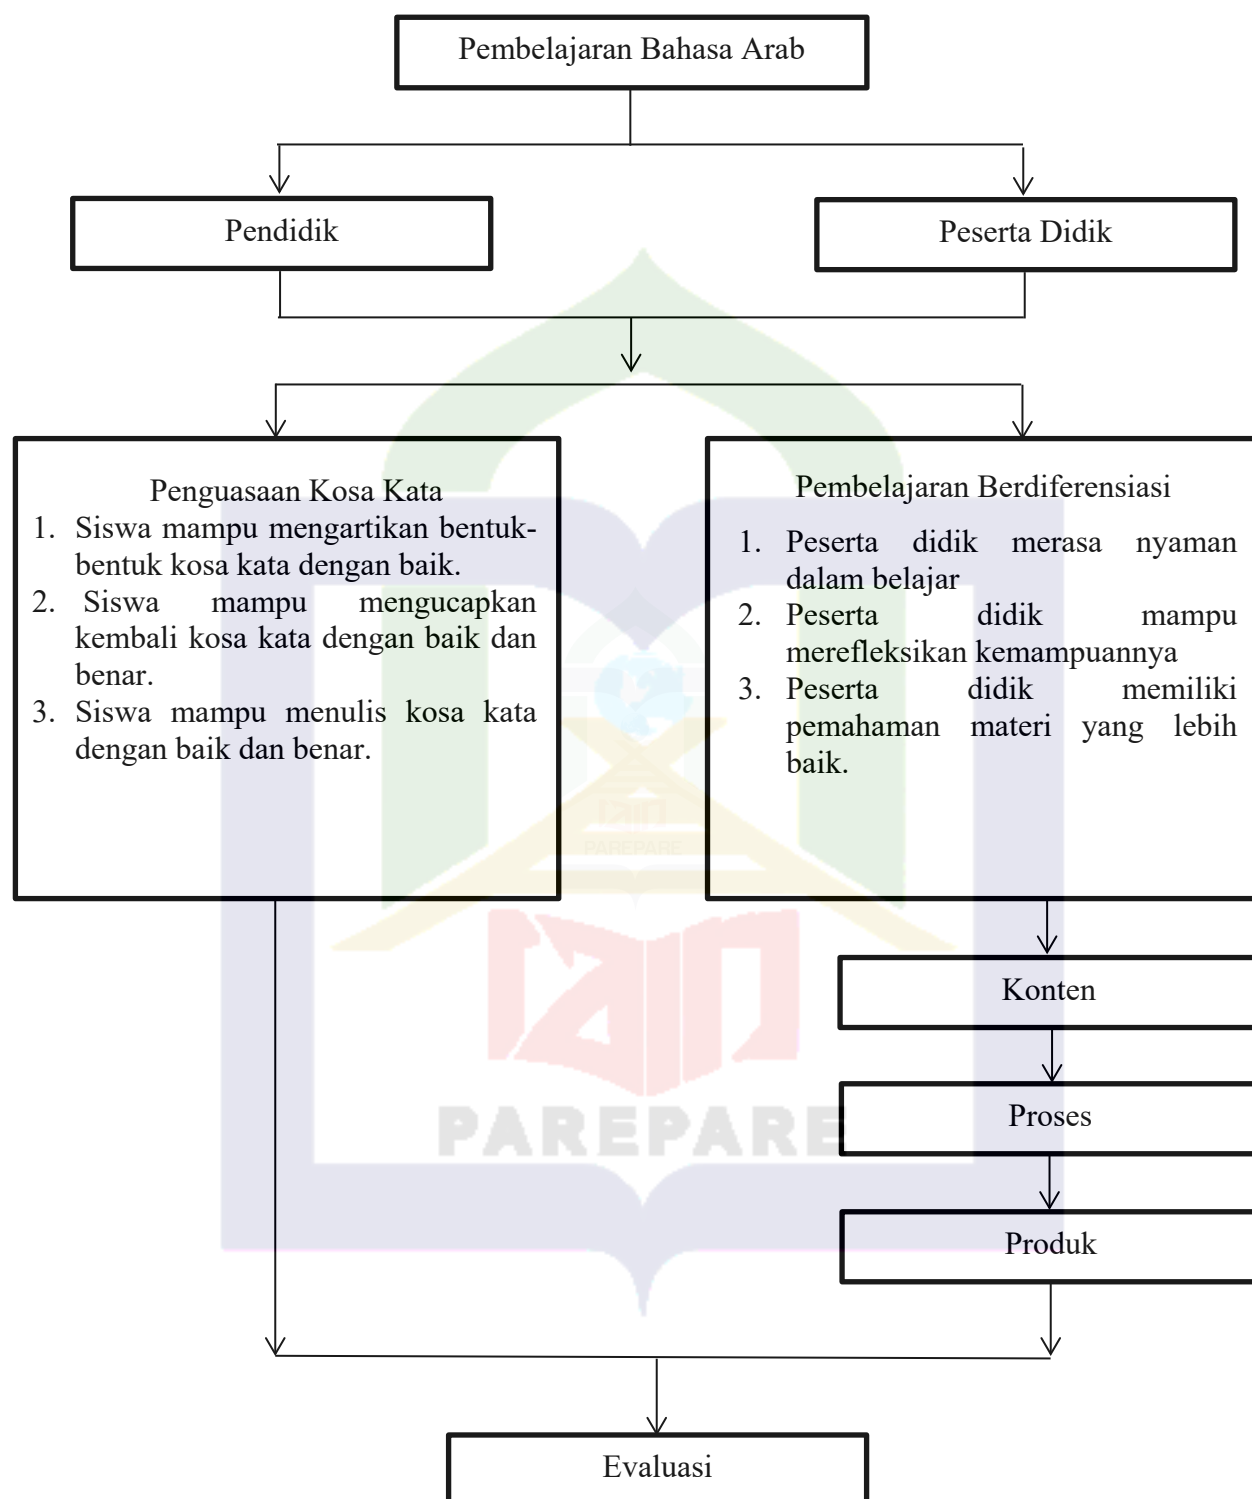 Pembelajaran Bahasa Arab
Pendidik
Peserta Didik
Penguasaan Kosa Kata
1. Siswa mampu mengartikan bentuk-
bentuk kosa kata dengan baik.
2. Siswa mampu mengucapkan
kembali kosa kata dengan baik dan
benar.
3. Siswa mampu menulis kosa kata
dengan baik dan benar.
Pembelajaran Berdiferensiasi
1. Peserta didik merasa nyaman
dalam belajar
2. Peserta didik mampu
merefleksikan kemampuannya
3. Peserta didik memiliki
pemahaman materi yang lebih
baik.
IAIN
PAREPARE
Konten
IAIN
Proses
PAREPARE
Produk
Evaluasi